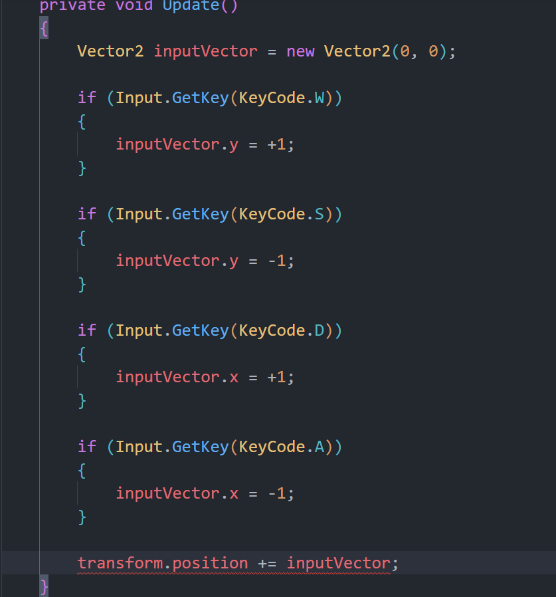 private void Update()
{
Vector2 inputVector = new Vector2(0, 0);
if (Input.GetKey(KeyCode.W))
{
inputVector.y = +1;
}
if (Input.GetKey(KeyCode.S))
{
inputVector.y = -1;
}
if (Input.GetKey(KeyCode.D))
{
inputVector.x = +1;
}
if (Input.GetKey(KeyCode.A))
{
inputVector.x = -1;
}
transform.position += inputVector;
}